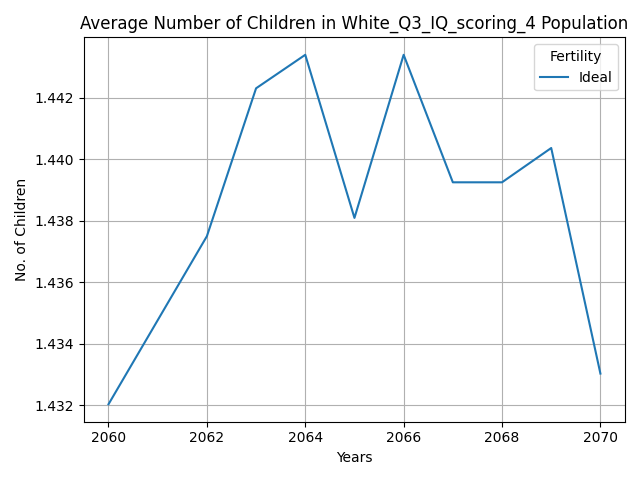 Average Number of Children in White_Q3_IQ_scoring_4 Population
Fertility
Ideal
No. of Children
1.442
1.440
1.438
1.436
1.434
1.432
2060 2062 2064 2066 2068 2070
Years